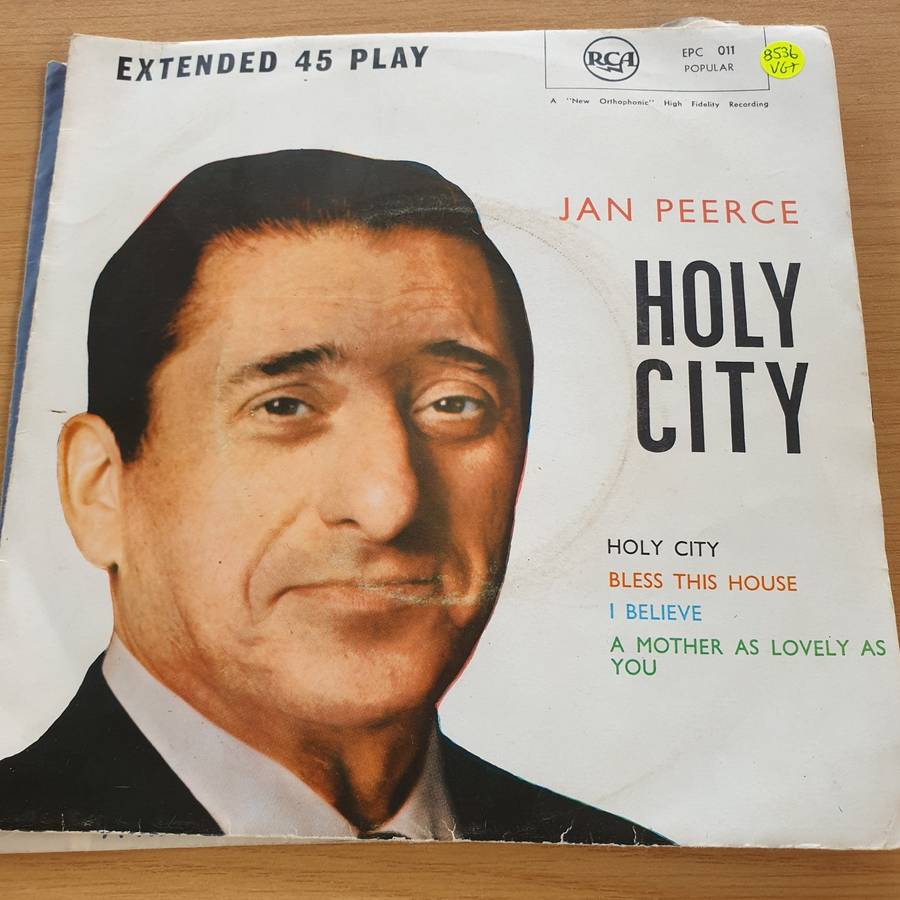 EXTENDED 45 PLAY
RCA
EPC 011
POPULAR
8536
VG+
A "New Orthophonic" High Fidelity Recording
JAN PEERCE
HOLY
CITY
HOLY CITY
BLESS THIS HOUSE
I BELIEVE
A MOTHER AS LOVELY AS
YOU